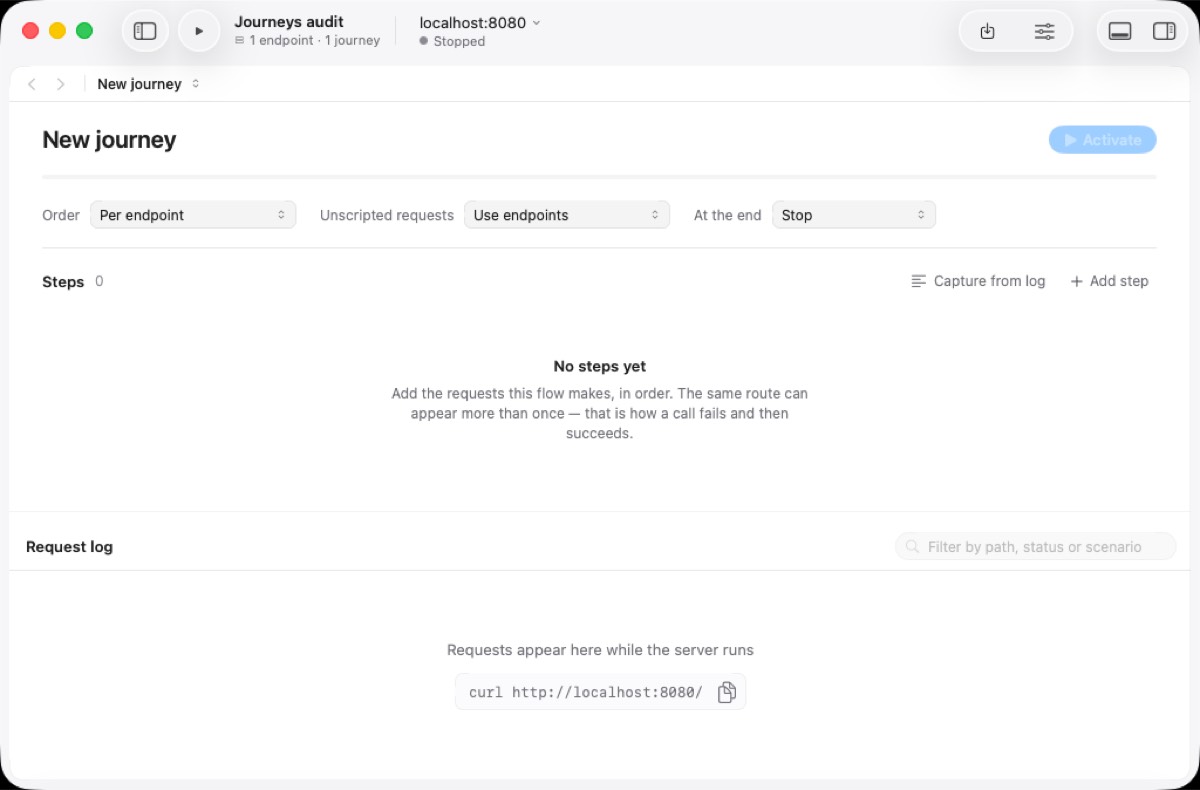 Journeys audit
1 endpoint · 1 journey
localhost:8080
Stopped
New journey
New journey
Activate
Order
Per endpoint
Unscripted requests
Use endpoints
At the end
Stop
Steps 0
Capture from log
Add step
No steps yet
Add the requests this flow makes, in order. The same route can
appear more than once — that is how a call fails and then
succeeds.
Request log
Filter by path, status or scenario
Requests appear here while the server runs
curl http://localhost:8080/